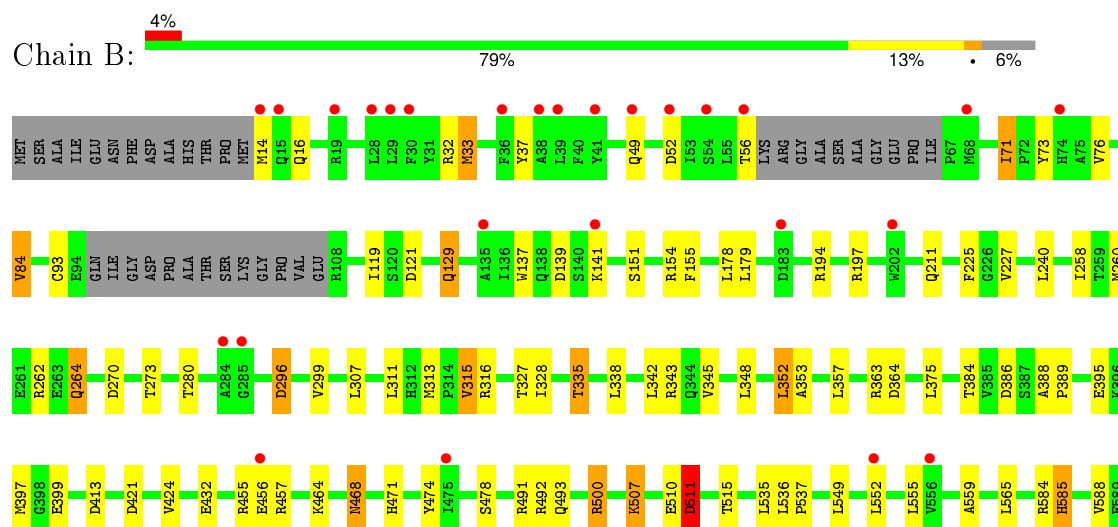 4%
Chain B:
79% 13% • 6%
MET SER ALA ILE GLU ASN PHE ASP ALA HIS THR PRO MET M14 Q15 Q16 R19 L28 L29 F30 Y31 R32 M33 F36 Y37 A38 L39 F40 Y41 Q49 D52 I53 S54 L55 T56 LYS ARG GLY ALA SER ALA GLY GLU PRO ILE P67 M68 I71 P72 Y73 H74 A75 V76
V84 C93 E94 GLN ILE GLY ASP PRO ALA THR SER LYS GLY PRO VAL GLU R108 I119 S120 D121 Q129 A135 I136 W137 Q138 D139 S140 K141 S151 R154 F155 L178 L179 D183 R194 R197 W202 Q211 F225 G226 V227 L240 I258 T259 M260
E261 R262 E263 Q264 D270 T273 T280 A284 G285 D296 V299 L307 L311 H312 M313 P314 V315 R316 T327 I328 T335 L338 L342 R343 Q344 V345 L348 L352 A353 L357 R363 D364 L375 T384 V385 D386 S387 A388 P389 E395 K396
M397 G398 E399 D413 D421 V424 E432 R455 E456 R457 K464 N468 H471 Y474 I475 S478 R491 R492 Q493 R500 K507 E510 D511 T515 L535 L536 P537 L549 L552 L555 V556 A559 L565 R584 H585 V588